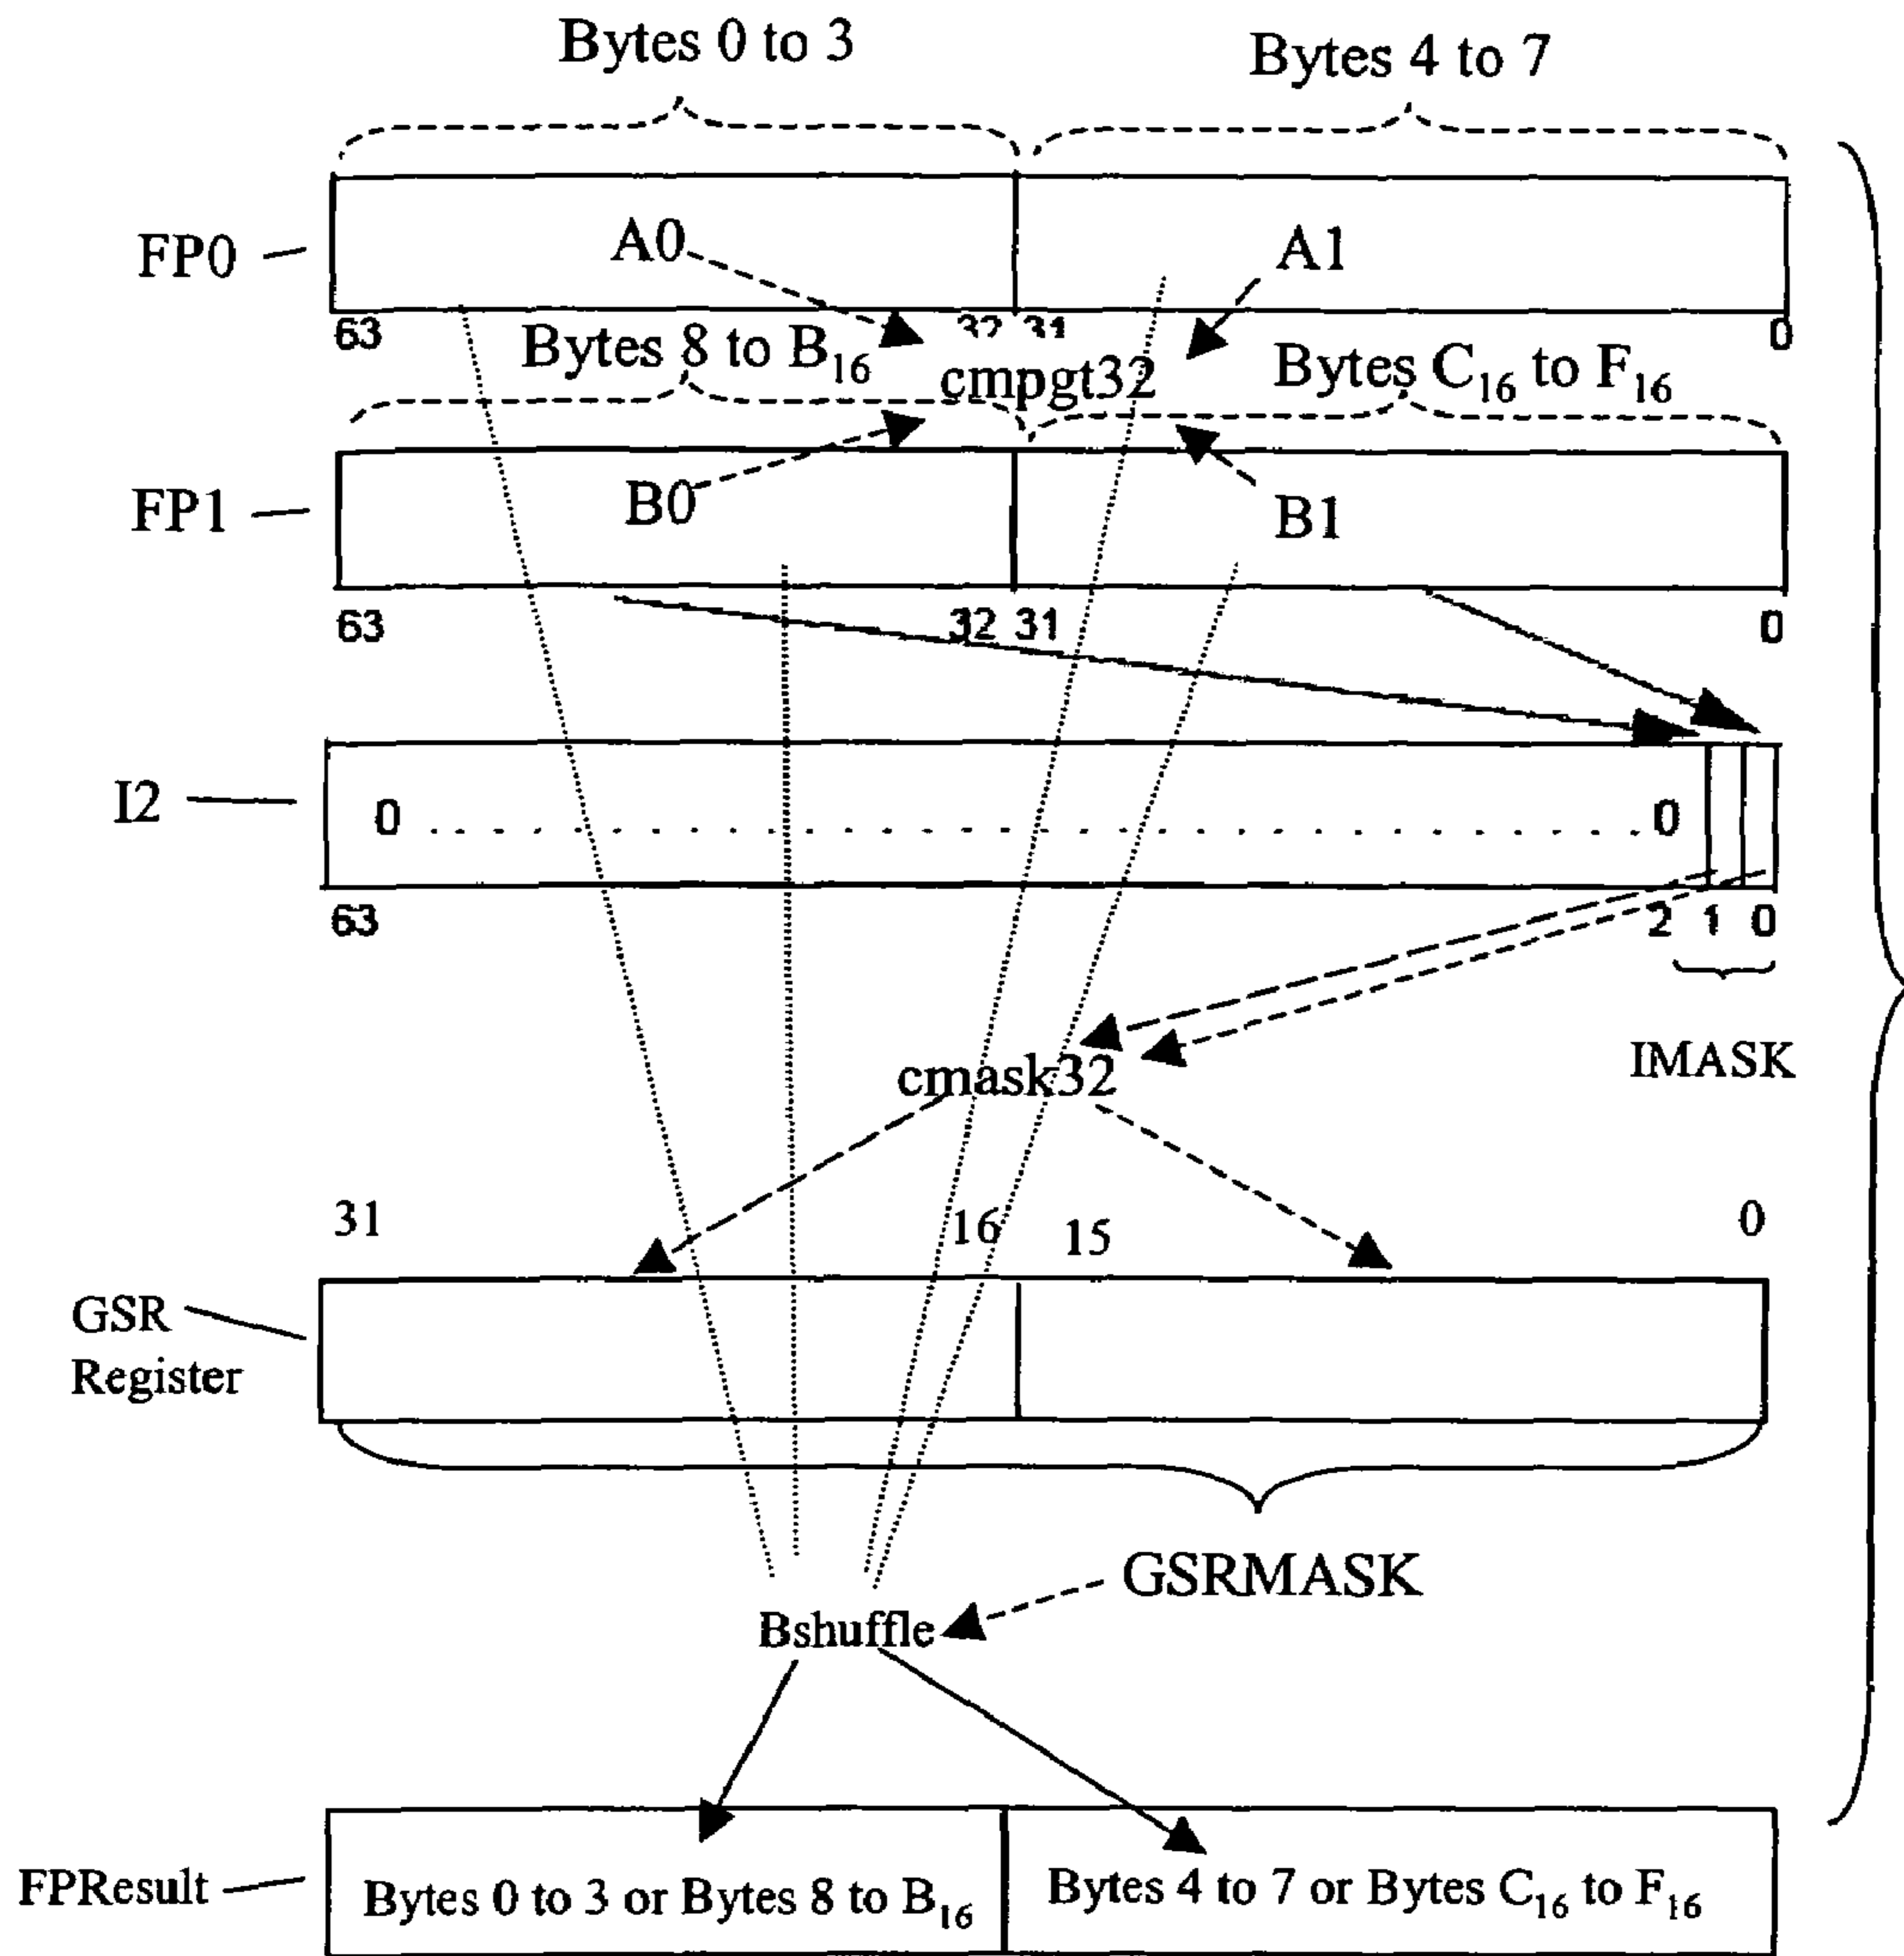 Bytes 0 to 3
Bytes 4 to 7
FP0
A0
A1
63
32 31
0
Bytes 8 to B16
cmpgt32
Bytes C16 to F16
FP1
B0
B1
63
32 31
0
I2
0
0
63
2 1 0
IMASK
cmask32
31
16
15
0
GSR
Register
GSRMASK
Bshuffle
FPResult
Bytes 0 to 3 or Bytes 8 to B16
Bytes 4 to 7 or Bytes C16 to F16